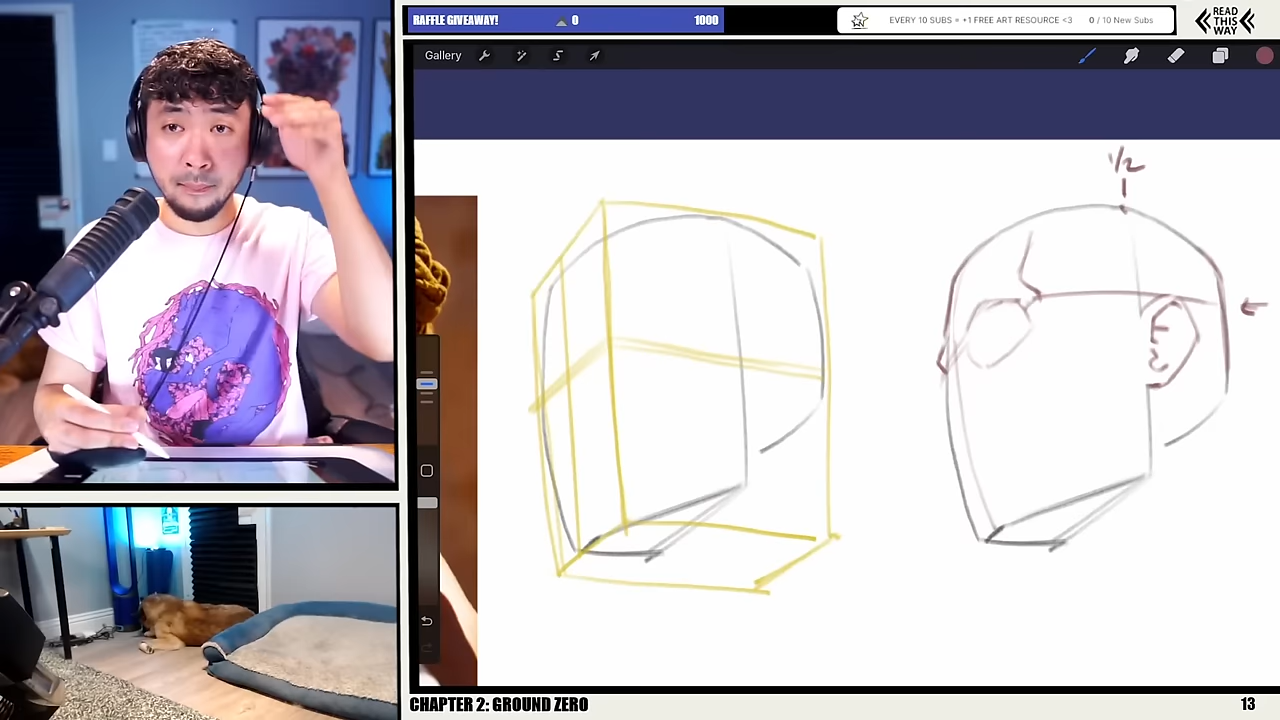 RAFFLE GIVEAWAY! 0 1000
EVERY 10 SUBS = +1 FREE ART RESOURCE <3 0 / 10 New Subs
READ
THIS
WAY
Gallery
1/2
CHAPTER 2: GROUND ZERO
13